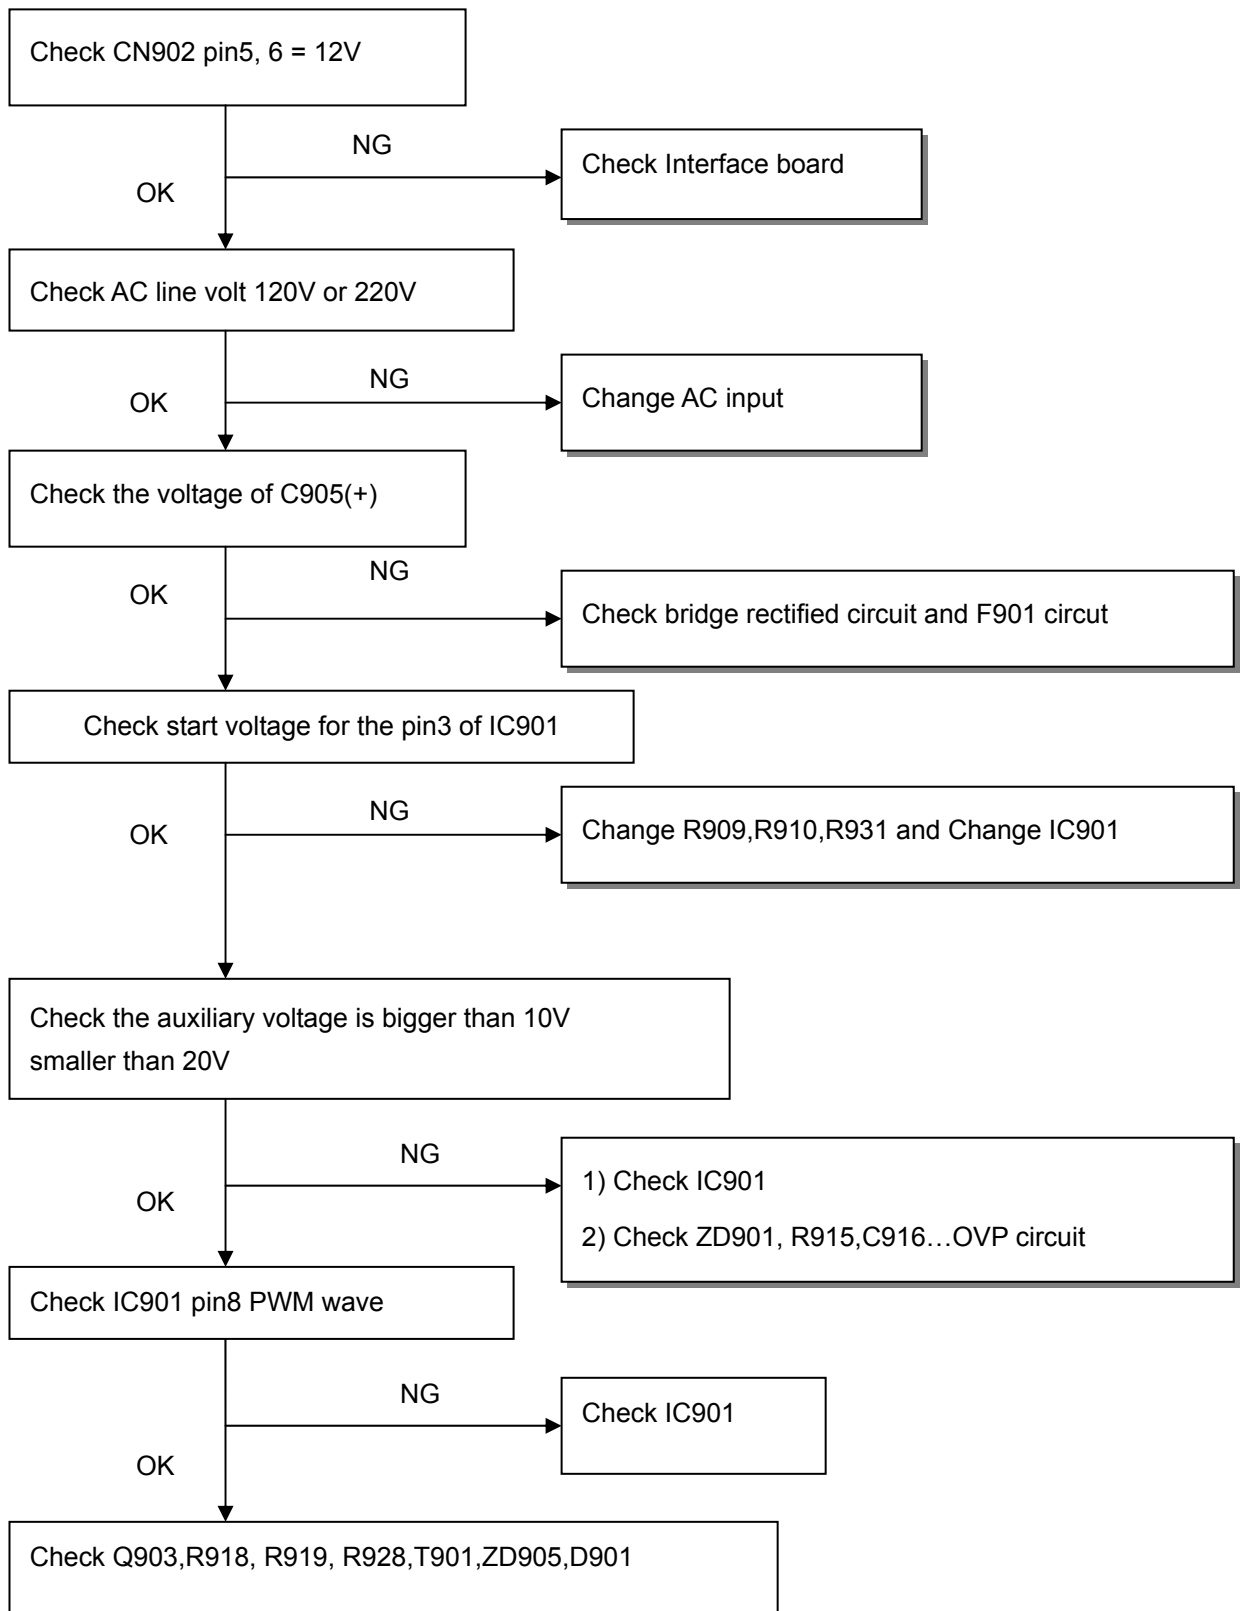 Check CN902 pin5, 6 = 12V
NG
Check Interface board
OK
Check AC line volt 120V or 220V
NG
Change AC input
OK
Check the voltage of C905(+)
NG
OK
Check bridge rectified circuit and F901 circut
Check start voltage for the pin3 of IC901
NG
Change R909,R910,R931 and Change IC901
OK
Check the auxiliary voltage is bigger than 10V
smaller than 20V
NG
1) Check IC901
OK
2) Check ZD901, R915,C916…OVP circuit
Check IC901 pin8 PWM wave
NG
Check IC901
OK
Check Q903,R918, R919, R928,T901,ZD905,D901